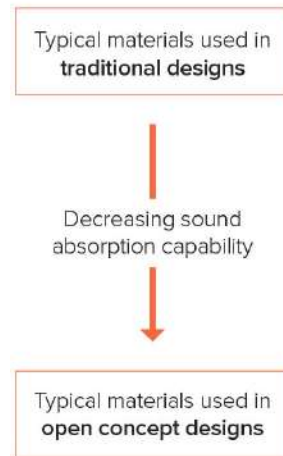 Typical materials used in
traditional designs
Decreasing sound
absorption capability
Typical materials used in
open concept designs